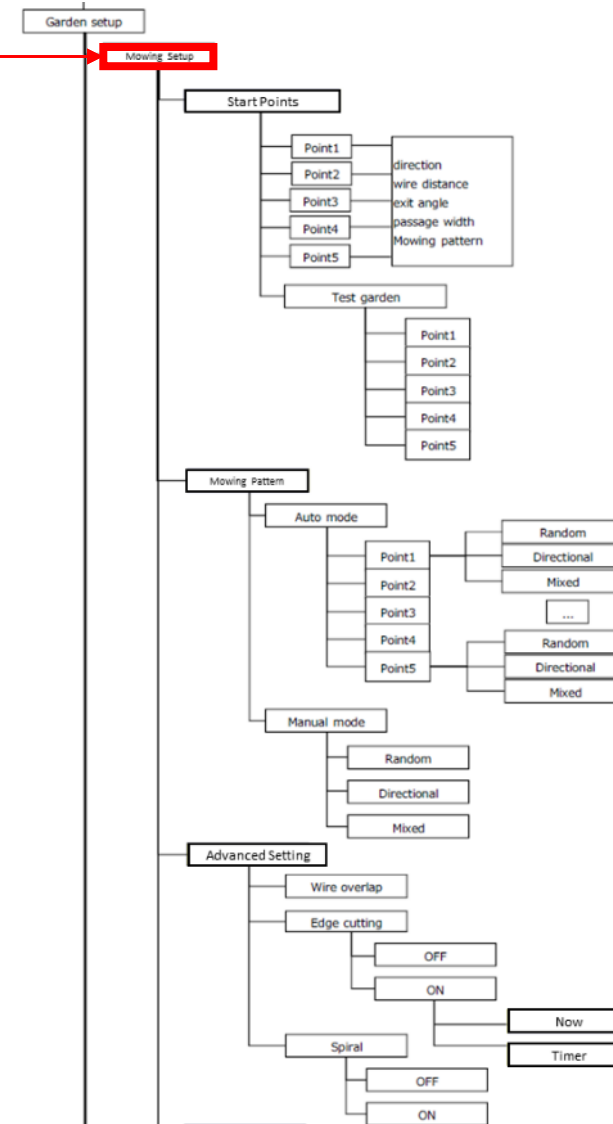 Garden setup
Mowing Setup
Start Points
Point1
Point2
Point3
Point4
Point5
direction
wire distance
exit angle
passage width
Mowing pattern
Test garden
Point1
Point2
Point3
Point4
Point5
Mowing Pattern
Auto mode
Point1
Point2
Point3
Point4
Point5
Random
Directional
Mixed
...
Random
Directional
Mixed
Manual mode
Random
Directional
Mixed
Advanced Setting
Wire overlap
Edge cutting
OFF
ON
Now
Timer
Spiral
OFF
ON